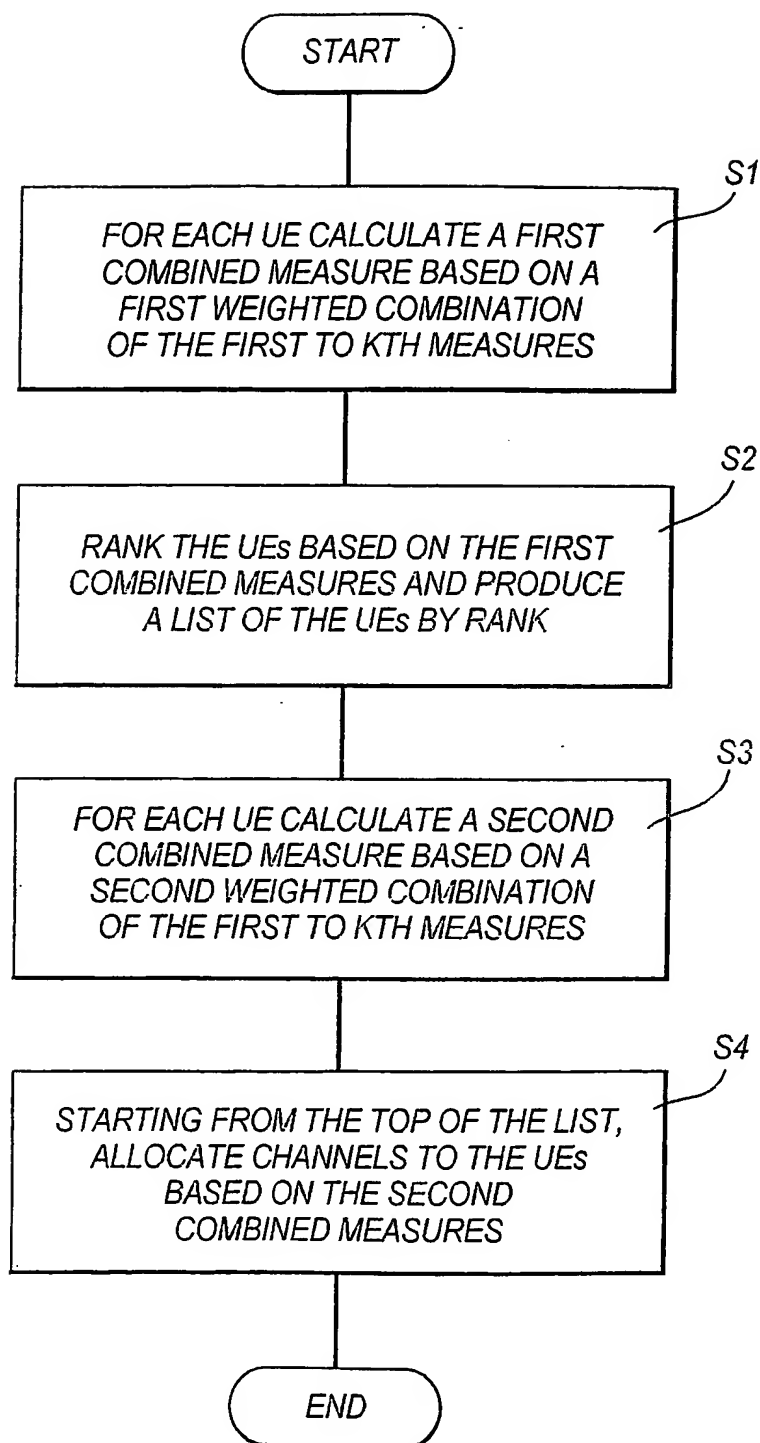 START
S1
FOR EACH UE CALCULATE A FIRST
COMBINED MEASURE BASED ON A
FIRST WEIGHTED COMBINATION
OF THE FIRST TO KTH MEASURES
S2
RANK THE UEs BASED ON THE FIRST
COMBINED MEASURES AND PRODUCE
A LIST OF THE UEs BY RANK
S3
FOR EACH UE CALCULATE A SECOND
COMBINED MEASURE BASED ON A
SECOND WEIGHTED COMBINATION
OF THE FIRST TO KTH MEASURES
S4
STARTING FROM THE TOP OF THE LIST,
ALLOCATE CHANNELS TO THE UEs
BASED ON THE SECOND
COMBINED MEASURES
END